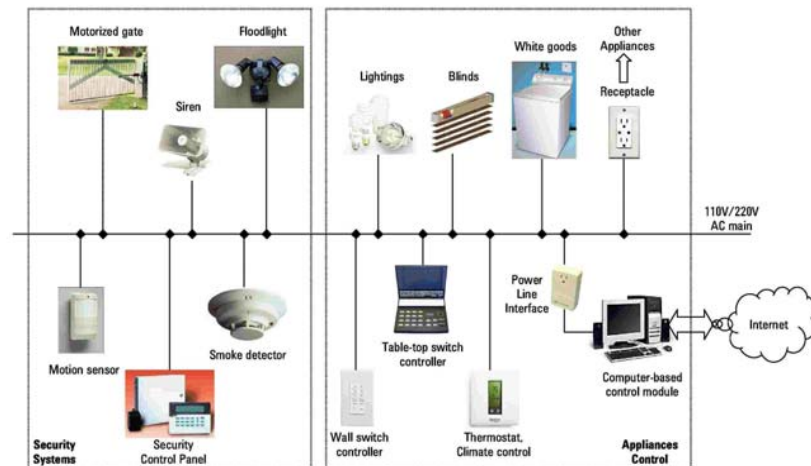 Motorized gate
Floodlight
Siren
Lightings
Blinds
White goods
Other
Appliances
Receptacle
110V/220V
AC main
Motion sensor
Smoke detector
Security
Control Panel
Security
Systems
Table-top switch
controller
Wall switch
controller
Thermostat,
Climate control
Power
Line
Interface
Computer-based
control module
Internet
Appliances
Control